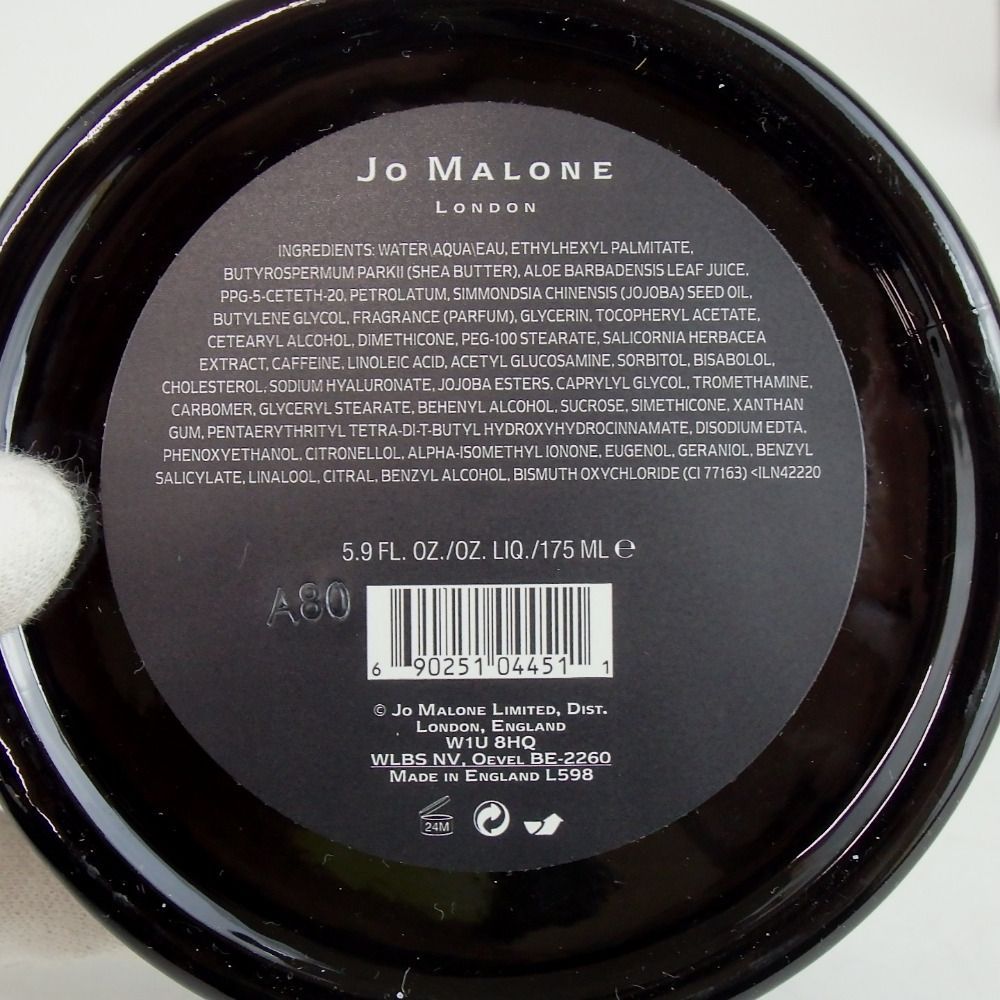 JO MALONE
LONDON
INGREDIENTS: WATER\AQUA\EAU, ETHYLHEXYL PALMITATE,
BUTYROSPERMUM PARKII (SHEA BUTTER), ALOE BARBADENSIS LEAF JUICE,
PPG-5-CETETH-20, PETROLATUM, SIMMONDSIA CHINENSIS (JOJOBA) SEED OIL,
BUTYLENE GLYCOL, FRAGRANCE (PARFUM), GLYCERIN, TOCOPHERYL ACETATE,
CETEARYL ALCOHOL, DIMETHICONE, PEG-100 STEARATE, SALICORNIA HERBACEA
EXTRACT, CAFFEINE, LINOLEIC ACID, ACETYL GLUCOSAMINE, SORBITOL, BISABOLOL,
CHOLESTEROL, SODIUM HYALURONATE, JOJOBA ESTERS, CAPRYLYL GLYCOL, TROMETHAMINE,
CARBOMER, GLYCERYL STEARATE, BEHENYL ALCOHOL, SUCROSE, SIMETHICONE, XANTHAN
GUM, PENTAERYTHRITYL TETRA-DI-T-BUTYL HYDROXYHYDROCINNAMATE, DISODIUM EDTA,
PHENOXYETHANOL, CITRONELLOL, ALPHA-ISOMETHYL IONONE, EUGENOL, GERANIOL, BENZYL
SALICYLATE, LINALOOL, CITRAL, BENZYL ALCOHOL, BISMUTH OXYCHLORIDE (CI 77163) <ILN42220
5.9 FL. OZ./OZ. LIQ./175 ML ℮
A80
6 90251 04451 1
© JO MALONE LIMITED, DIST.
LONDON, ENGLAND
W1U 8HQ
WLBS NV, OEVEL BE-2260
MADE IN ENGLAND L598
24M